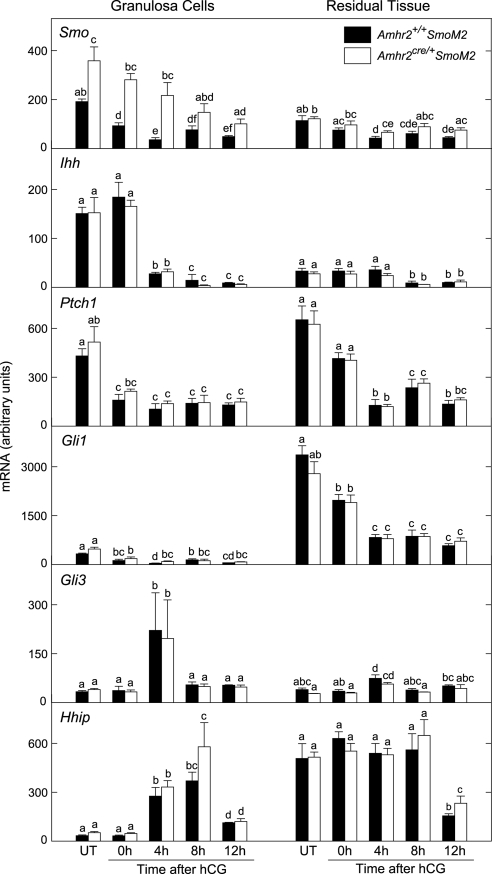 Granulosa Cells Residual Tissue
Smo
Amhr2+/+SmoM2
Amhr2cre/+SmoM2
400
200
0
ab c d bc e bc df abd ef ad
ab b ac bc d ce cde abc de ad
Ihh
200
100
0
a a a a b b c c c c
a a a a a a b b b b
Ptch1
600
300
0
a ab c c c c c c c c
a a a a b b c c b bc
Gli1
3000
1500
0
a a bc bc d bc b bc cd bc
a ab b b c c c c c c
Gli3
300
150
0
a a a a b b a a a a
abc a ab a d cd abc a bc abc
Hhip
600
300
0
a a a a b b bc c d d
a a a a a a a a b c
mRNA (arbitrary units)
UT 0h 4h 8h 12h UT 0h 4h 8h 12h
Time after hCG Time after hCG